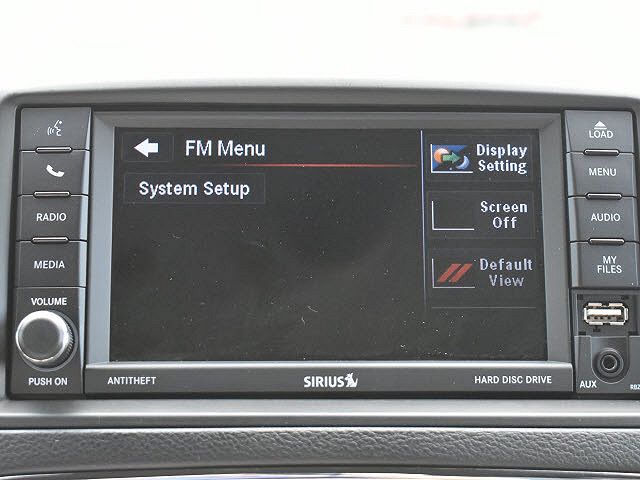 FM Menu
System Setup
Display
Setting
Screen
Off
Default
View
RADIO
MEDIA
VOLUME
PUSH ON
LOAD
MENU
AUDIO
MY
FILES
AUX
ANTITHEFT
SIRIUS
HARD DISC DRIVE